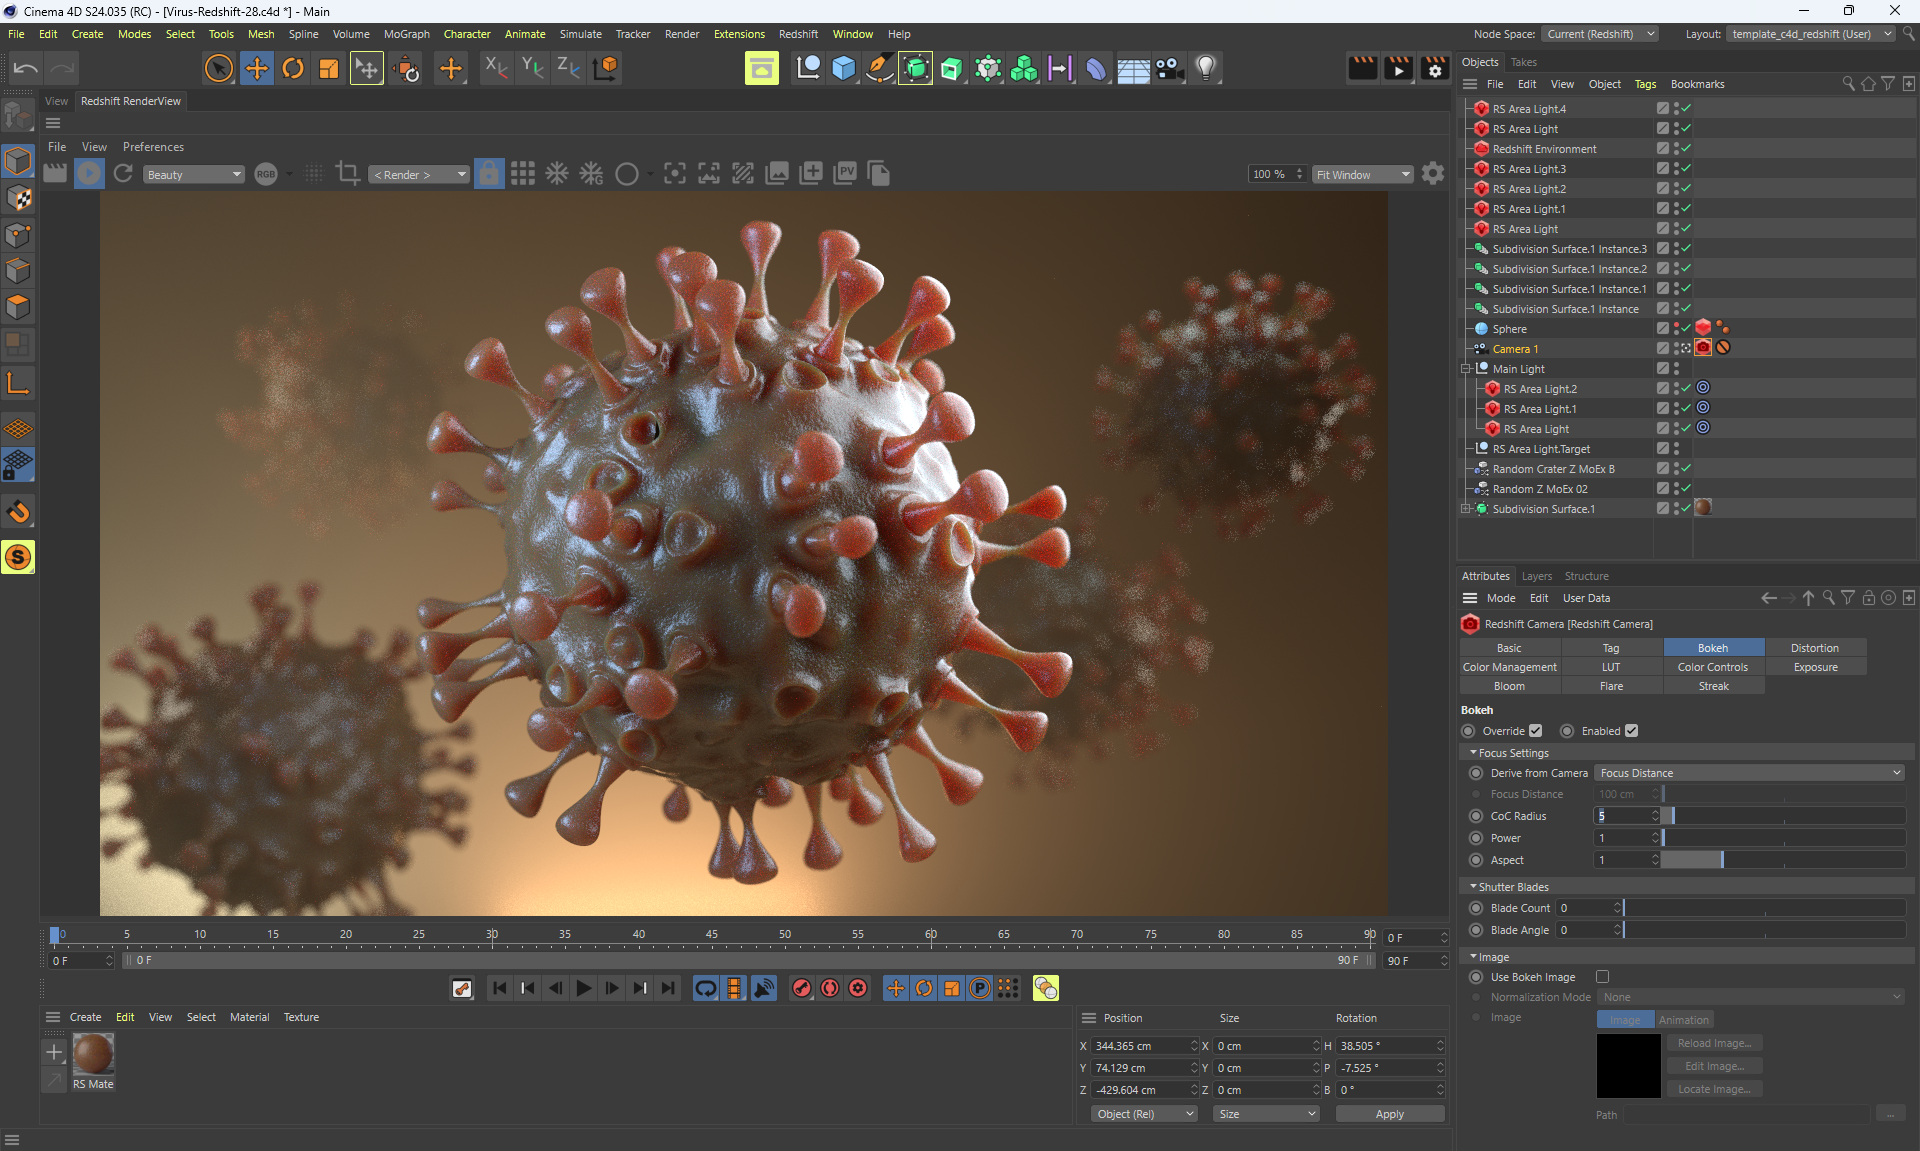 Cinema 4D S24.035 (RC) - [Virus-Redshift-28.c4d *] - Main
File Edit Create Modes Select Tools Mesh Spline Volume MoGraph Character Animate Simulate Tracker Render Extensions Redshift Window Help Node Space: Current (Redshift) Layout: template_c4d_redshift (User)
X Y Z
View Redshift RenderView
File View Preferences
Beauty RGB < Render > G PV 100 % Fit Window
Objects Takes
File Edit View Object Tags Bookmarks
RS Area Light.4
RS Area Light
Redshift Environment
RS Area Light.3
RS Area Light.2
RS Area Light.1
RS Area Light
Subdivision Surface.1 Instance.3
Subdivision Surface.1 Instance.2
Subdivision Surface.1 Instance.1
Subdivision Surface.1 Instance
Sphere
Camera 1
Main Light
RS Area Light.2
RS Area Light.1
RS Area Light
RS Area Light.Target
Random Crater Z MoEx B
Random Z MoEx 02
Subdivision Surface.1
S
Attributes Layers Structure
Mode Edit User Data
Redshift Camera [Redshift Camera]
Basic Tag Bokeh Distortion
Color Management LUT Color Controls Exposure
Bloom Flare Streak
Bokeh
Override Enabled
Focus Settings
Derive from Camera Focus Distance
Focus Distance 100 cm
CoC Radius 5
Power 1
Aspect 1
Shutter Blades
Blade Count 0
Blade Angle 0
Image
Use Bokeh Image
Normalization Mode None
Image Image Animation
Reload Image...
Edit Image...
Locate Image...
Path ...
0 5 10 15 20 25 30 35 40 45 50 55 60 65 70 75 80 85 90 0 F
0 F 0 F 90 F 90 F
P
Create Edit View Select Material Texture
RS Mate
Position Size Rotation
X 344.365 cm X 0 cm H 38.505 °
Y 74.129 cm Y 0 cm P -7.525 °
Z -429.604 cm Z 0 cm B 0 °
Object (Rel) Size Apply